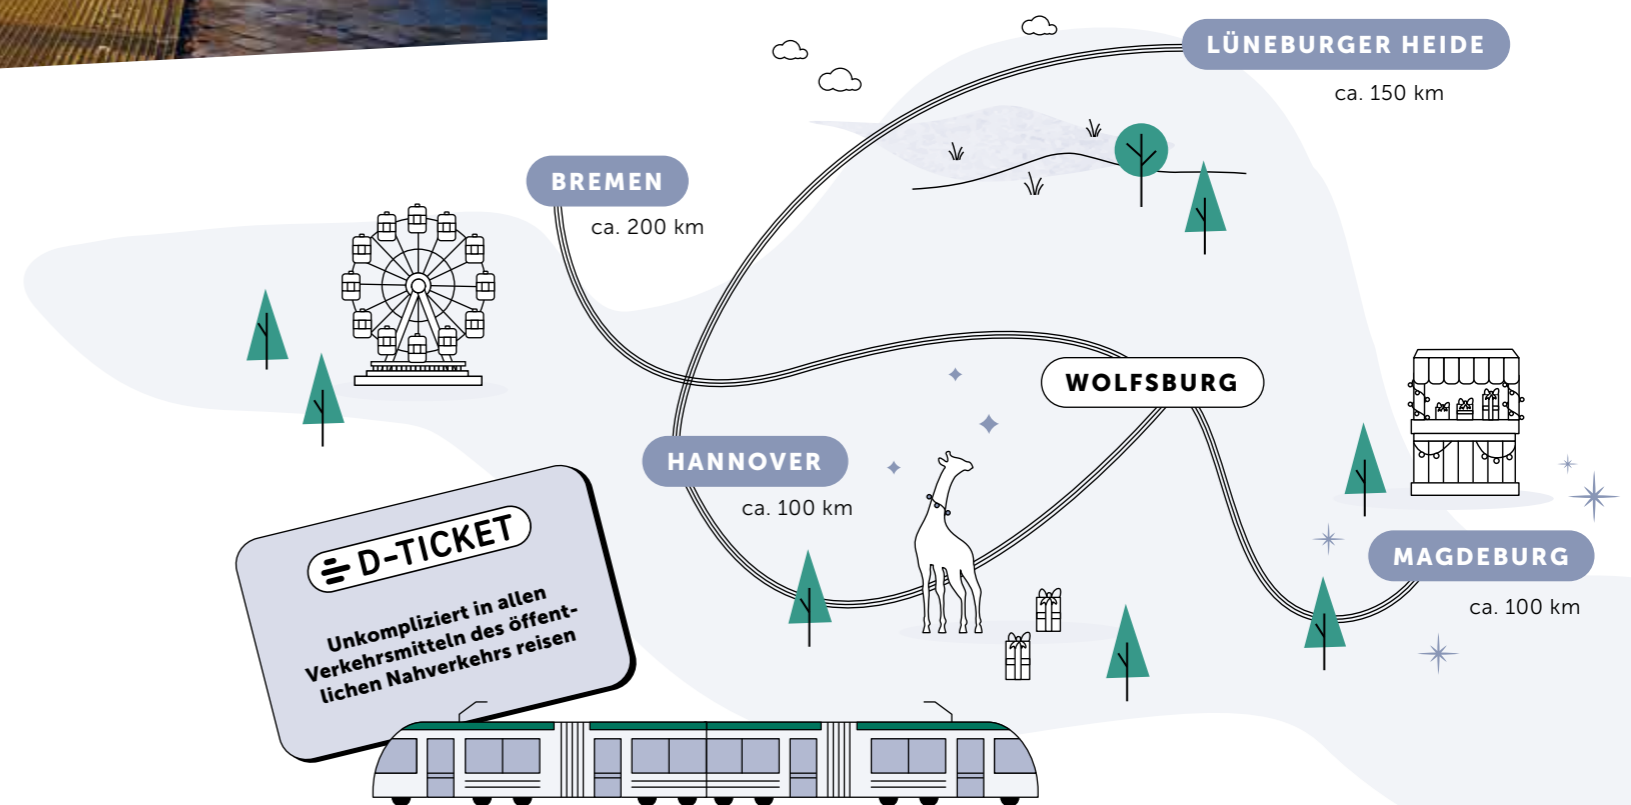 LÜNEBURGER HEIDE
ca. 150 km
BREMEN
ca. 200 km
WOLFSBURG
HANNOVER
ca. 100 km
MAGDEBURG
ca. 100 km
D-TICKET
Unkompliziert in allen
Verkehrsmitteln des öffent-
lichen Nahverkehrs reisen